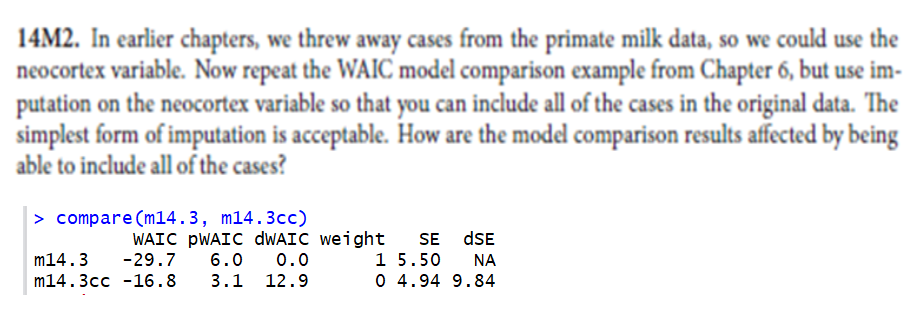 14M2. In earlier chapters, we threw away cases from the primate milk data, so we could use the
neocortex variable. Now repeat the WAIC model comparison example from Chapter 6, but use im-
putation on the neocortex variable so that you can include all of the cases in the original data. The
simplest form of imputation is acceptable. How are the model comparison results affected by being
able to include all of the cases?
> compare(m14.3, m14.3cc)
WAIC pWAIC dWAIC weight SE dSE
m14.3 -29.7 6.0 0.0 1 5.50 NA
m14.3cc -16.8 3.1 12.9 0 4.94 9.84